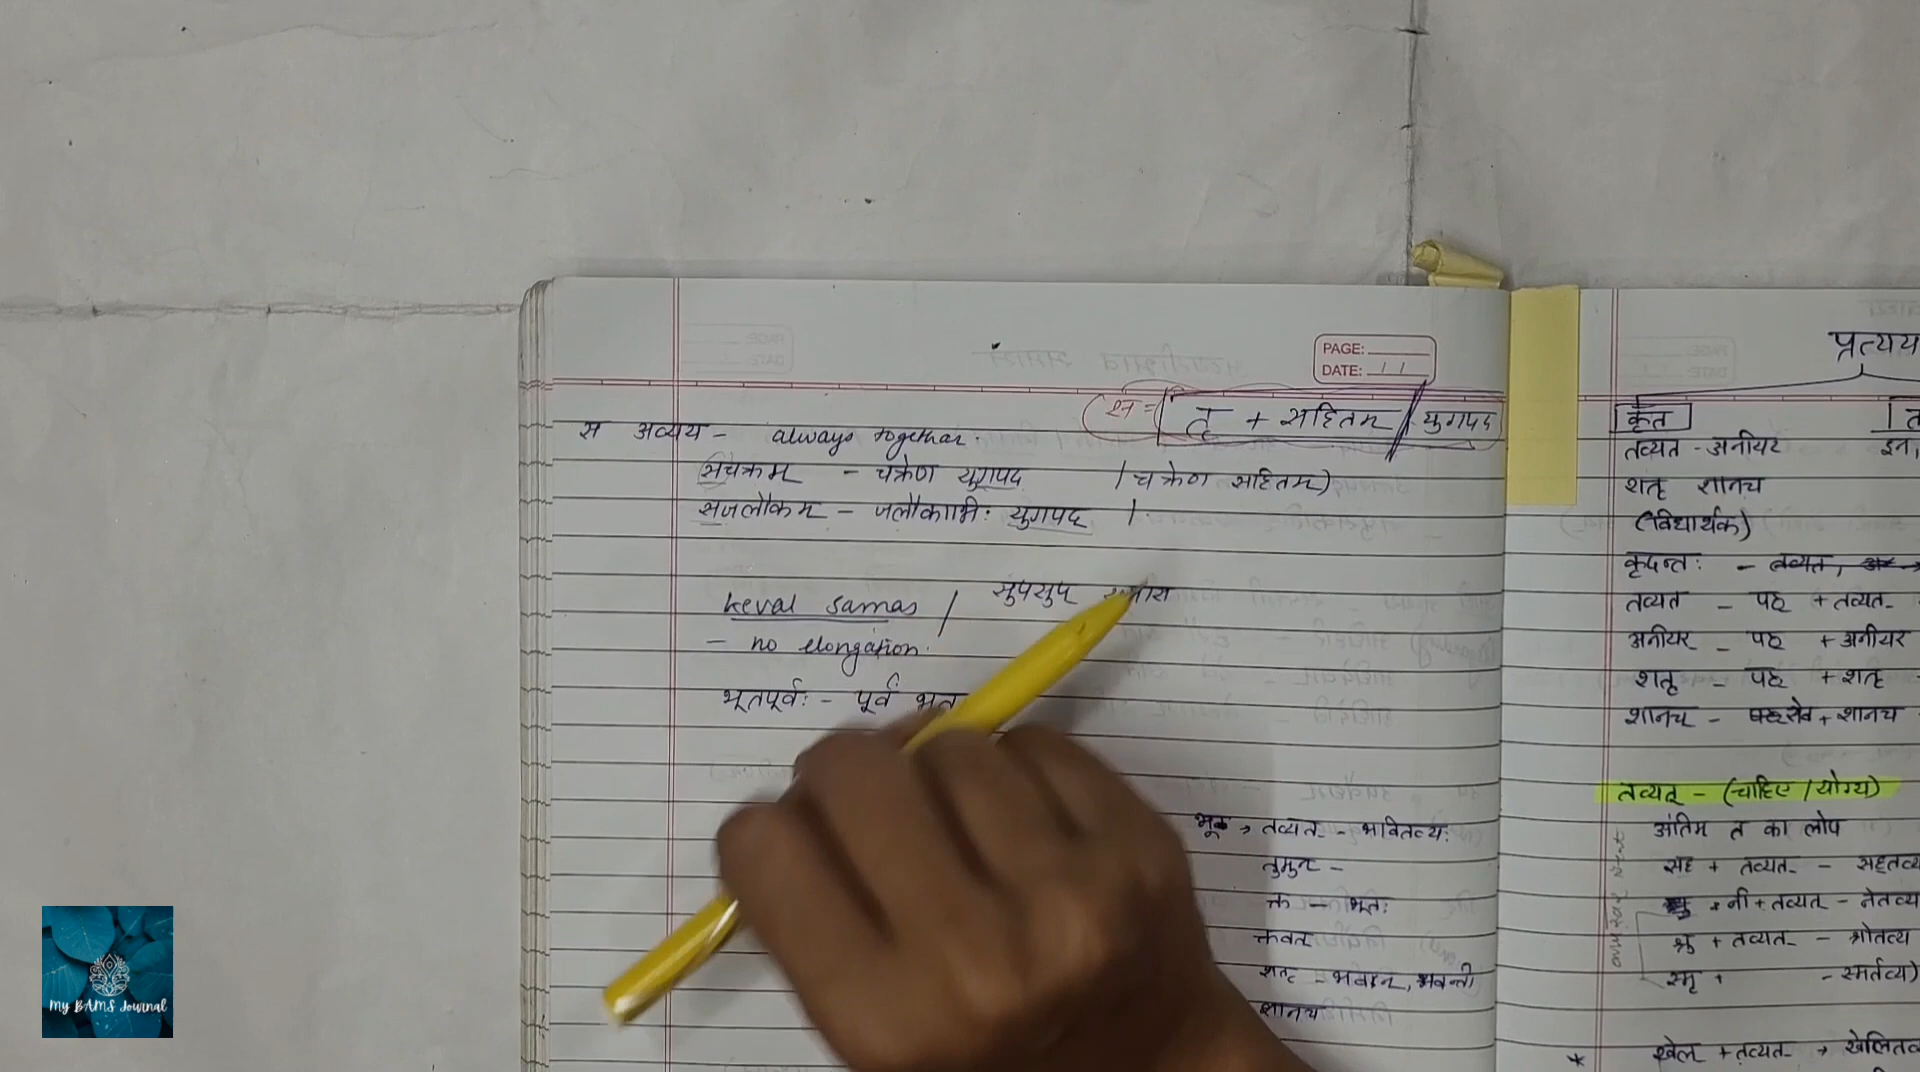 PAGE:
DATE:
तृ + सहितम / युगपद
स अव्यय - always together.
सचक्रम - चक्रेण युगपद / चक्रेण सहितम)
सजलौकम - जलौकाभिः युगपद /
keval samas / सुपसुप समास
- no elongation.
भूतपूर्वः - पूर्वं भूत
भू → तव्यत - भवितव्यः
तुमुन -
क्त - भूतः
क्तवत
शतृ - भवान, भवन्ती
शानच
प्रत्यय
कृत
तव्यत - अनीयर
शतृ शानच
(विधार्थक)
कृदन्तः - तव्यत,
तव्यत - पठ + तव्यत -
अनीयर - पठ + अनीयर
शतृ - पठ + शतृ -
शानच - + शानच -
तव्यत् - (चाहिए / योग्य)
अंतिम त का लोप
सह + तव्यत - सहतव्य
+ नी + तव्यत - नेतव्य
श्रु + तव्यत - श्रोतव्य
स्मृ + - स्मर्तव्य)
* खेल + तव्यत → खेलितव्
My BAMS Journal